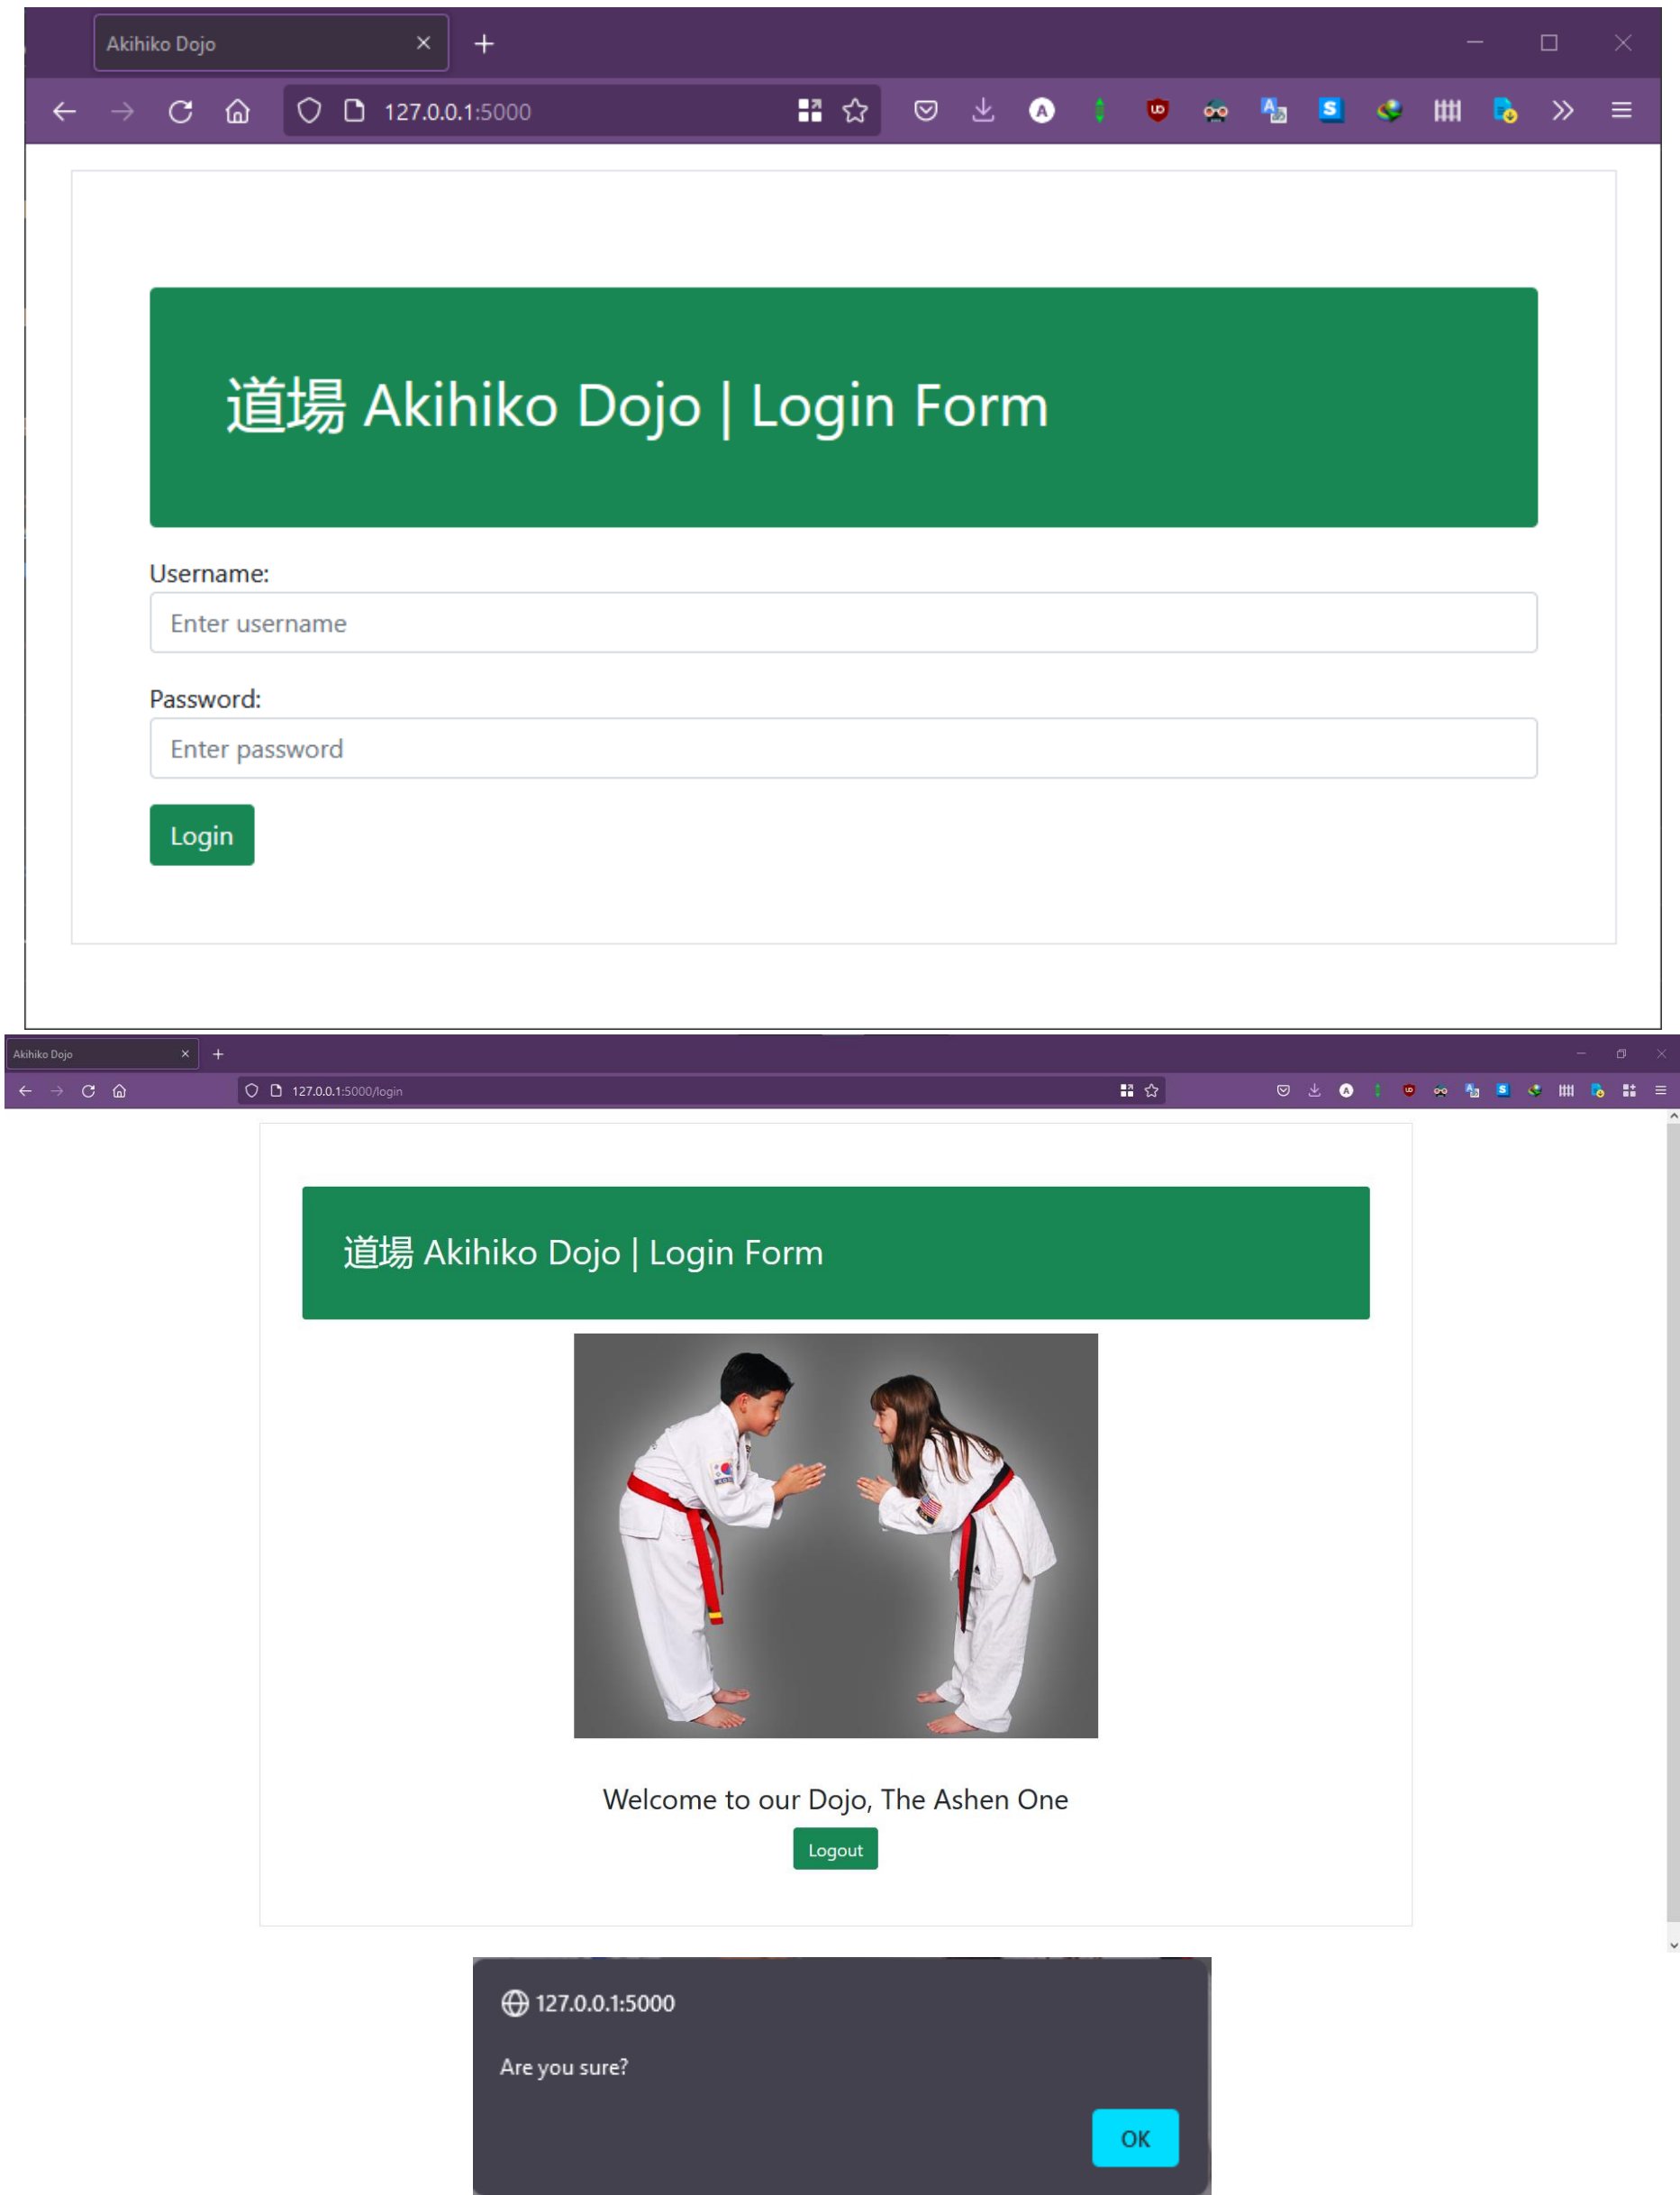 Akihiko Dojo
127.0.0.1:5000
道場 Akihiko Dojo | Login Form
Username:
Enter username
Password:
Enter password
Login
Akihiko Dojo
127.0.0.1:5000/login
道場 Akihiko Dojo | Login Form
Welcome to our Dojo, The Ashen One
Logout
127.0.0.1:5000
Are you sure?
OK